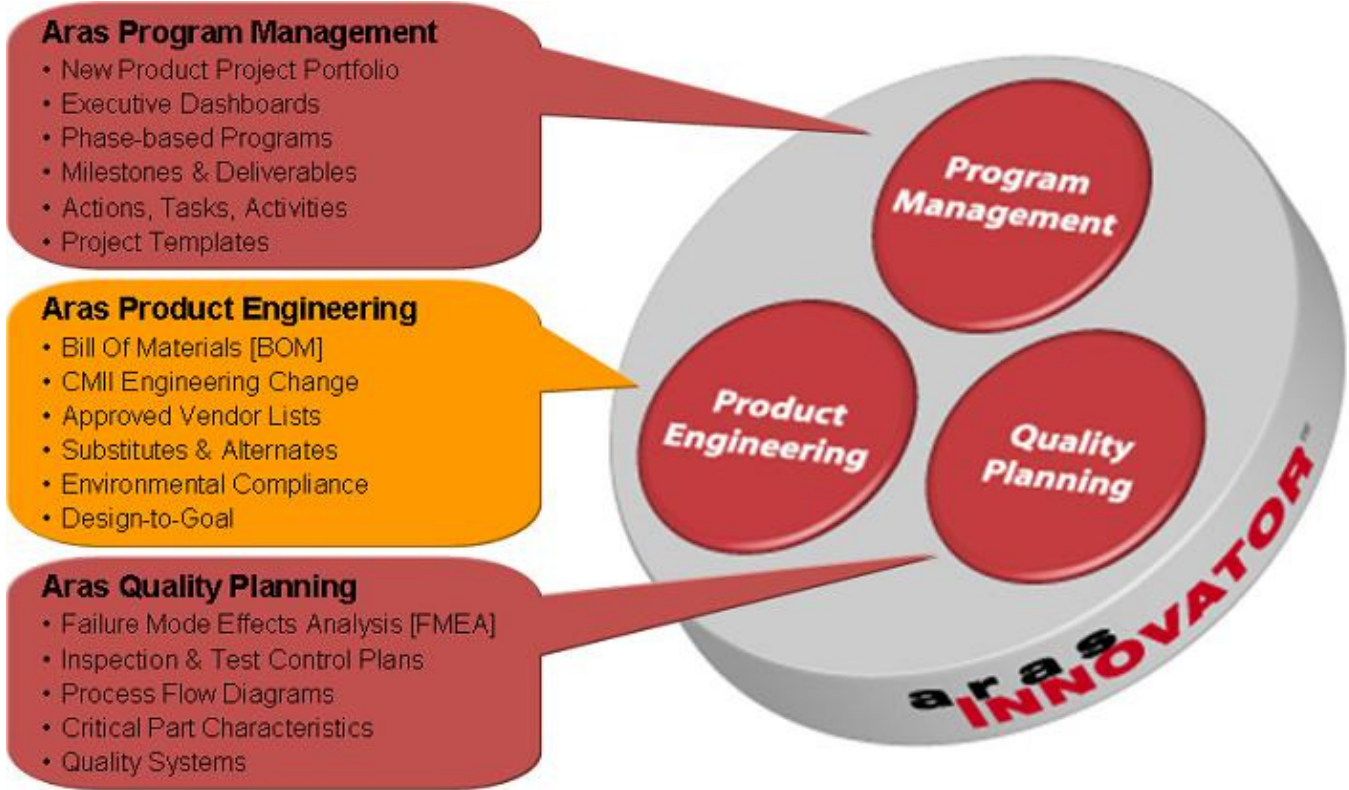 Aras Program Management
• New Product Project Portfolio
• Executive Dashboards
• Phase-based Programs
• Milestones & Deliverables
• Actions, Tasks, Activities
• Project Templates
Aras Product Engineering
• Bill Of Materials [BOM]
• CMII Engineering Change
• Approved Vendor Lists
• Substitutes & Alternates
• Environmental Compliance
• Design-to-Goal
Aras Quality Planning
• Failure Mode Effects Analysis [FMEA]
• Inspection & Test Control Plans
• Process Flow Diagrams
• Critical Part Characteristics
• Quality Systems
Program
Management
Product
Engineering
Quality
Planning
aras
INNOVATOR™